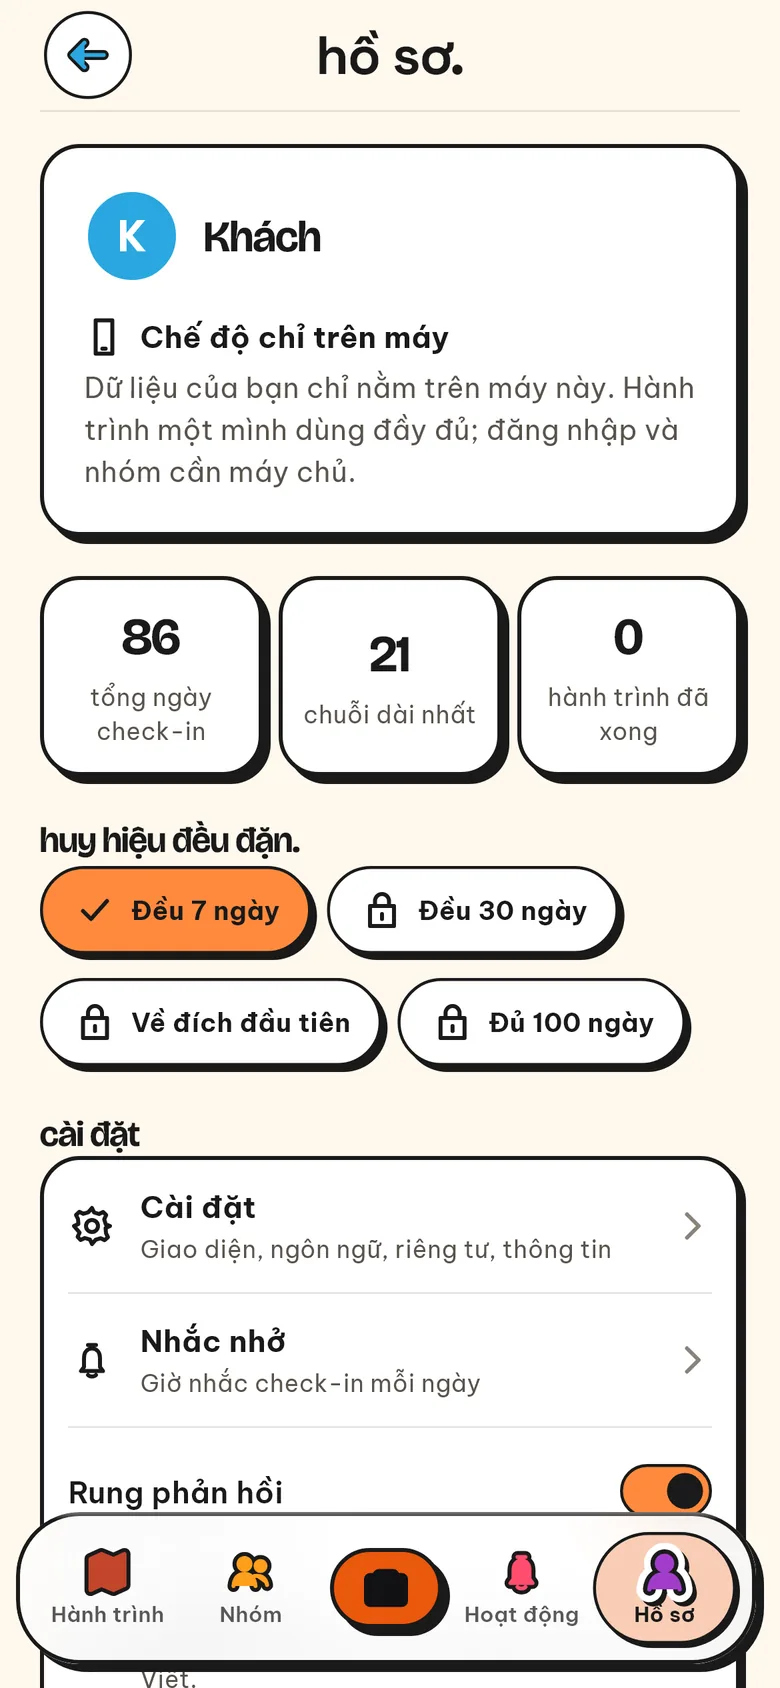 hồ sơ.
K
Khách
Chế độ chỉ trên máy
Dữ liệu của bạn chỉ nằm trên máy này. Hành
trình một mình dùng đầy đủ; đăng nhập và
nhóm cần máy chủ.
86
tổng ngày
check-in
21
chuỗi dài nhất
0
hành trình đã
xong
huy hiệu đều đặn.
Đều 7 ngày
Đều 30 ngày
Về đích đầu tiên
Đủ 100 ngày
cài đặt
Cài đặt
Giao diện, ngôn ngữ, riêng tư, thông tin
Nhắc nhở
Giờ nhắc check-in mỗi ngày
Rung phản hồi
Hành trình
Nhóm
Hoạt động
Hồ sơ
Việt.